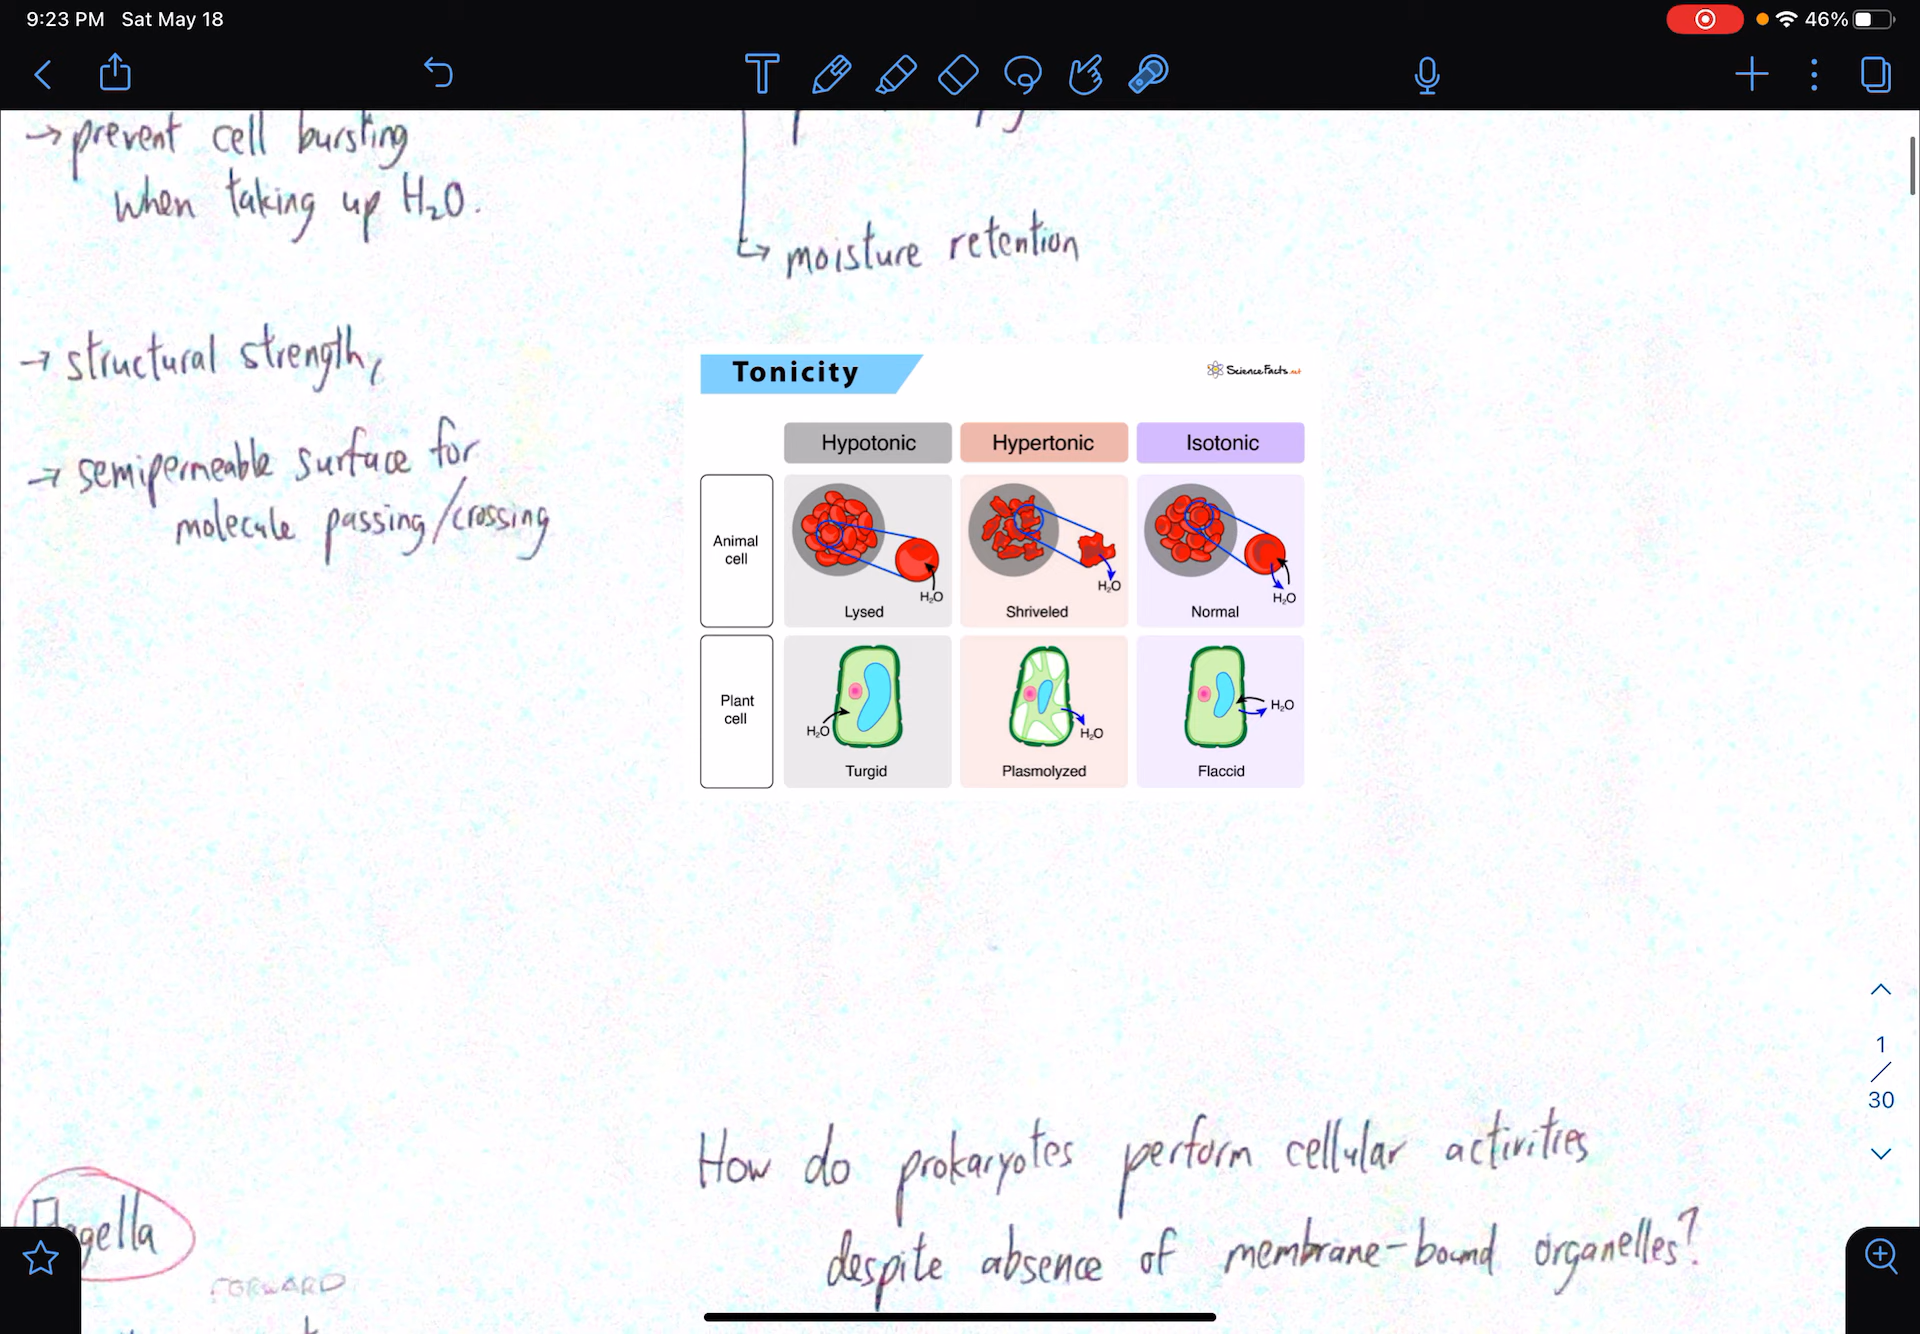 9:23 PM Sat May 18
46%
→ prevent cell bursting
when taking up H₂O.
→ structural strength,
→ semipermeable surface for
molecule passing/crossing
↳ moisture retention
Tonicity
ScienceFacts.net
Hypotonic Hypertonic Isotonic
Animal
cell
H₂O
Lysed
H₂O
Shriveled
H₂O
Normal
Plant
cell
H₂O
Turgid
H₂O
Plasmolyzed
H₂O
Flaccid
1
/
30
How do prokaryotes perform cellular activities
despite absence of membrane-bound organelles?
Flagella
FORWARD